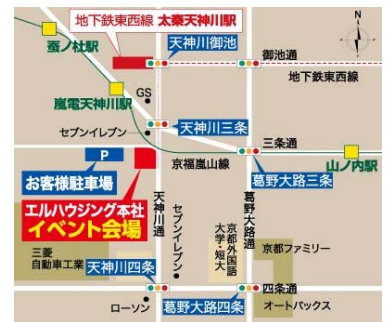 地下鉄東西線 太秦天神川駅
N
蚕ノ社駅
天神川御池
御池通
地下鉄東西線
嵐電天神川駅
GS
セブンイレブン
天神川三条
三条通
京福嵐山線
山ノ内駅
P
お客様駐車場
葛野大路三条
エルハウジング本社
イベント会場
天神川通
セブンイレブン
葛野大路通
京都外国語
大学・短大
京都ファミリー
三菱
自動車工業
天神川四条
四条通
ローソン
葛野大路四条
オートバックス